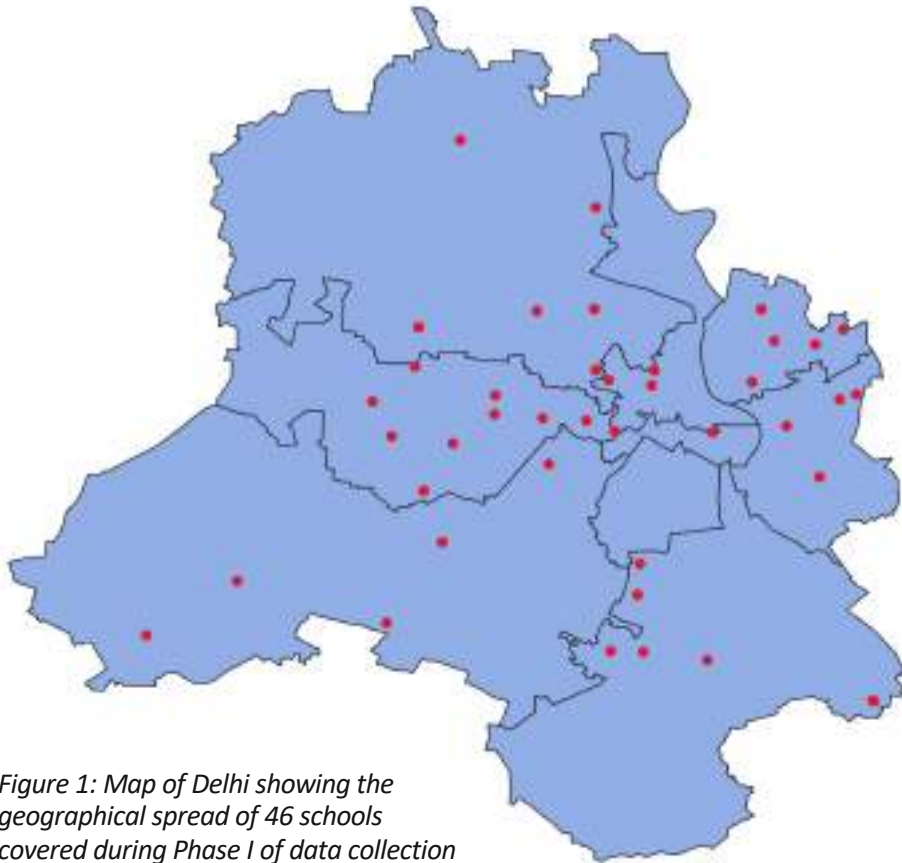 Figure 1: Map of Delhi showing the
geographical spread of 46 schools
covered during Phase I of data collection